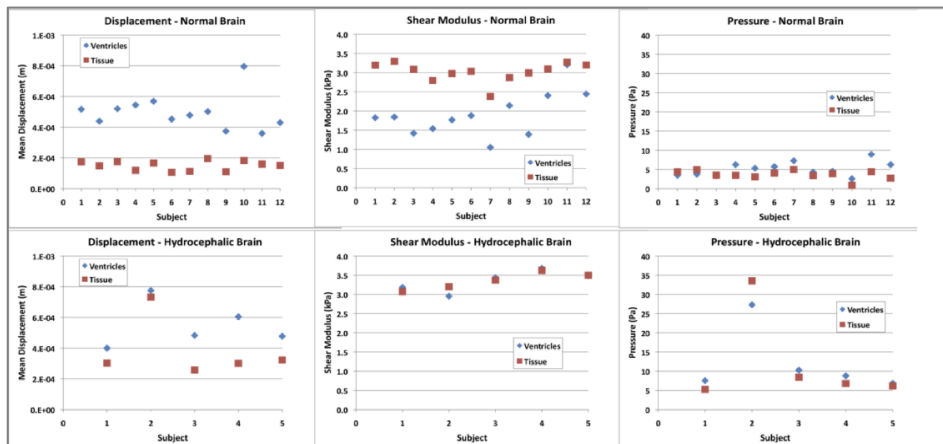 Displacement - Normal Brain
Mean Displacement (m)
1.E-03
8.E-04
6.E-04
4.E-04
2.E-04
0.E+00
Ventricles
Tissue
0 1 2 3 4 5 6 7 8 9 10 11 12
Subject
Shear Modulus - Normal Brain
Shear Modulus (kPa)
4.0
3.5
3.0
2.5
2.0
1.5
1.0
0.5
0.0
Ventricles
Tissue
0 1 2 3 4 5 6 7 8 9 10 11 12
Subject
Pressure - Normal Brain
Pressure (Pa)
40
35
30
25
20
15
10
5
0
Ventricles
Tissue
0 1 2 3 4 5 6 7 8 9 10 11 12
Subject
Displacement - Hydrocephalic Brain
Mean Displacement (m)
1.E-03
8.E-04
6.E-04
4.E-04
2.E-04
0.E+00
Ventricles
Tissue
0 1 2 3 4 5
Subject
Shear Modulus - Hydrocephalic Brain
Shear Modulus (kPa)
4.0
3.5
3.0
2.5
2.0
1.5
1.0
0.5
0.0
Ventricles
Tissue
0 1 2 3 4 5
Subject
Pressure - Hydrocephalic Brain
Pressure (Pa)
40
35
30
25
20
15
10
5
0
Ventricles
Tissue
0 1 2 3 4 5
Subject